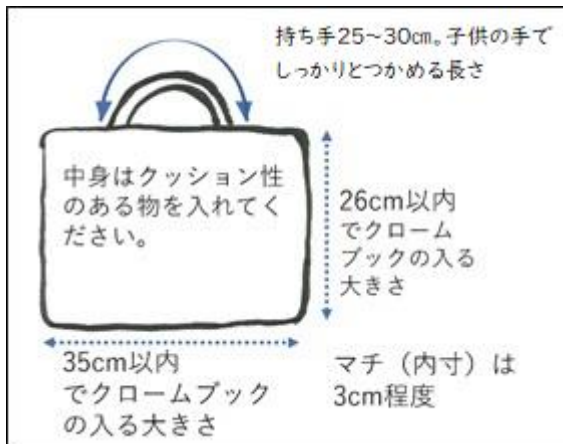 持ち手25～30㎝。子供の手で
しっかりとつかめる長さ
中身はクッション性
のある物を入れてく
ださい。
26cm以内
でクローム
ブックの入る
大きさ
35cm以内
でクロームブック
の入る大きさ
マチ（内寸）は
3cm程度